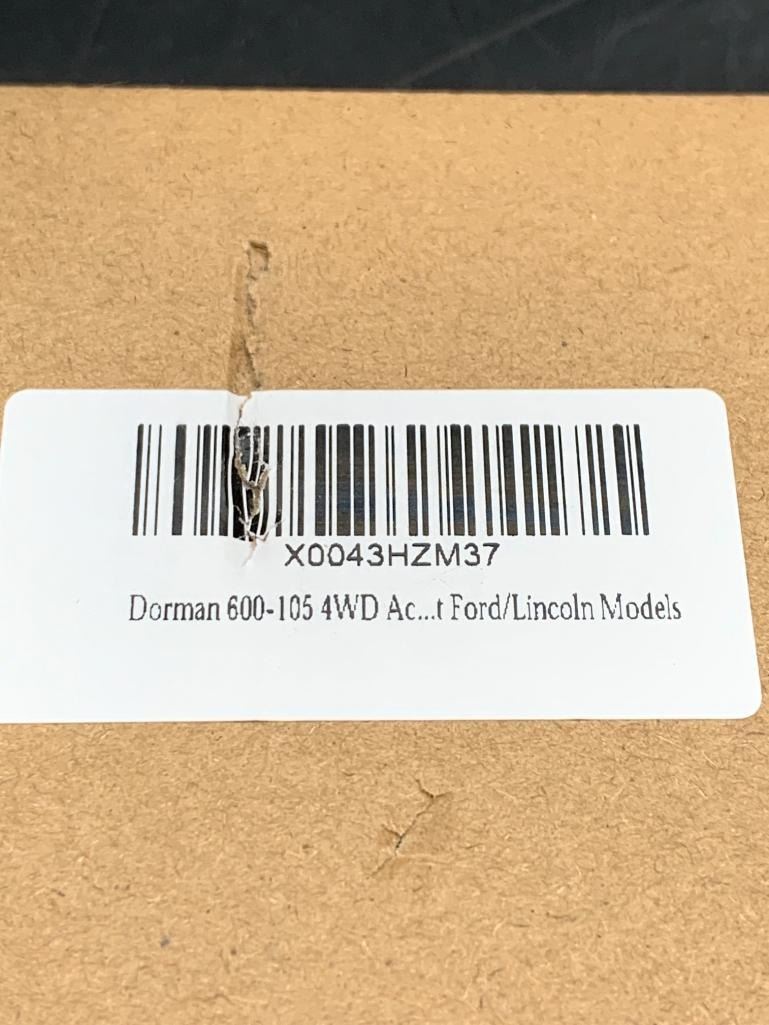 X0043HZM37
Dorman 600-105 4WD Ac...t Ford/Lincoln Models